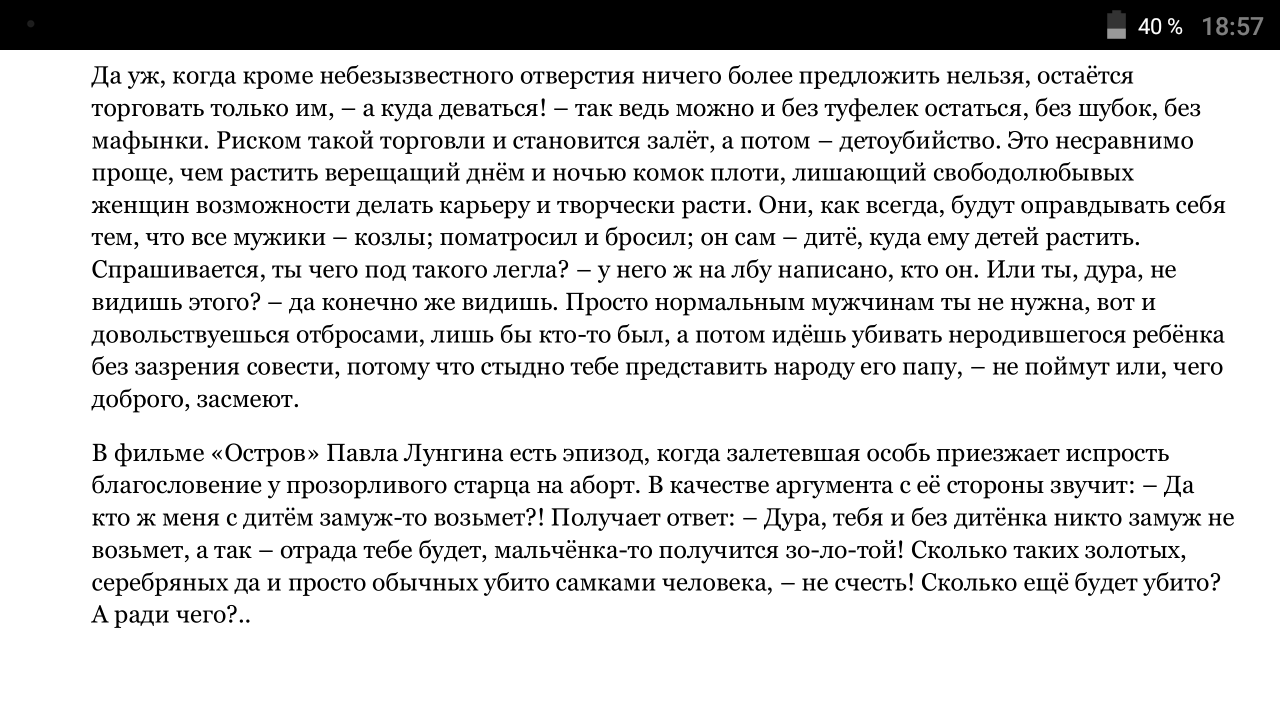 40 % 18:57
Да уж, когда кроме небезызвестного отверстия ничего более предложить нельзя, остаётся
торговать только им, – а куда деваться! – так ведь можно и без туфелек остаться, без шубок, без
мафынки. Риском такой торговли и становится залёт, а потом – детоубийство. Это несравнимо
проще, чем растить верещащий днём и ночью комок плоти, лишающий свободолюбывых
женщин возможности делать карьеру и творчески расти. Они, как всегда, будут оправдывать себя
тем, что все мужики – козлы; поматросил и бросил; он сам – дитё, куда ему детей растить.
Спрашивается, ты чего под такого легла? – у него ж на лбу написано, кто он. Или ты, дура, не
видишь этого? – да конечно же видишь. Просто нормальным мужчинам ты не нужна, вот и
довольствуешься отбросами, лишь бы кто-то был, а потом идёшь убивать неродившегося ребёнка
без зазрения совести, потому что стыдно тебе представить народу его папу, – не поймут или, чего
доброго, засмеют.
В фильме «Остров» Павла Лунгина есть эпизод, когда залетевшая особь приезжает испрость
благословение у прозорливого старца на аборт. В качестве аргумента с её стороны звучит: – Да
кто ж меня с дитём замуж-то возьмет?! Получает ответ: – Дура, тебя и без дитёнка никто замуж не
возьмет, а так – отрада тебе будет, мальчёнка-то получится зо-ло-той! Сколько таких золотых,
серебряных да и просто обычных убито самками человека, – не счесть! Сколько ещё будет убито?
А ради чего?..